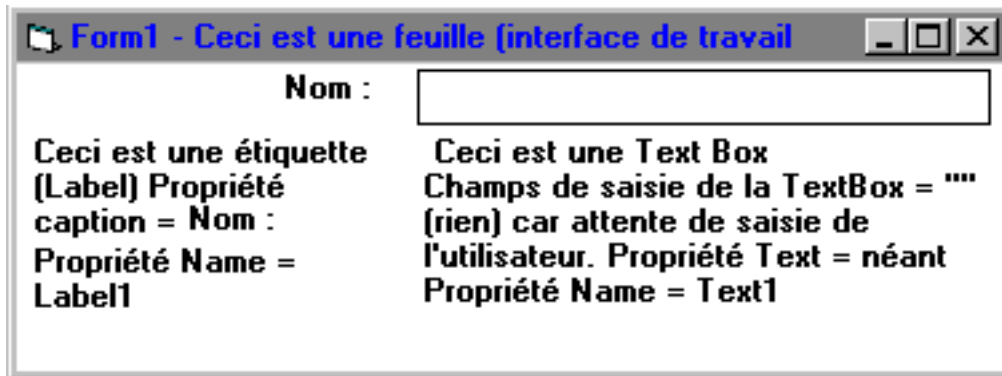 Form1 - Ceci est une feuille (interface de travail
Nom :
Ceci est une étiquette
(Label) Propriété
caption = Nom :
Propriété Name =
Label1
Ceci est une Text Box
Champs de saisie de la TextBox = ""
(rien) car attente de saisie de
l'utilisateur. Propriété Text = néant
Propriété Name = Text1